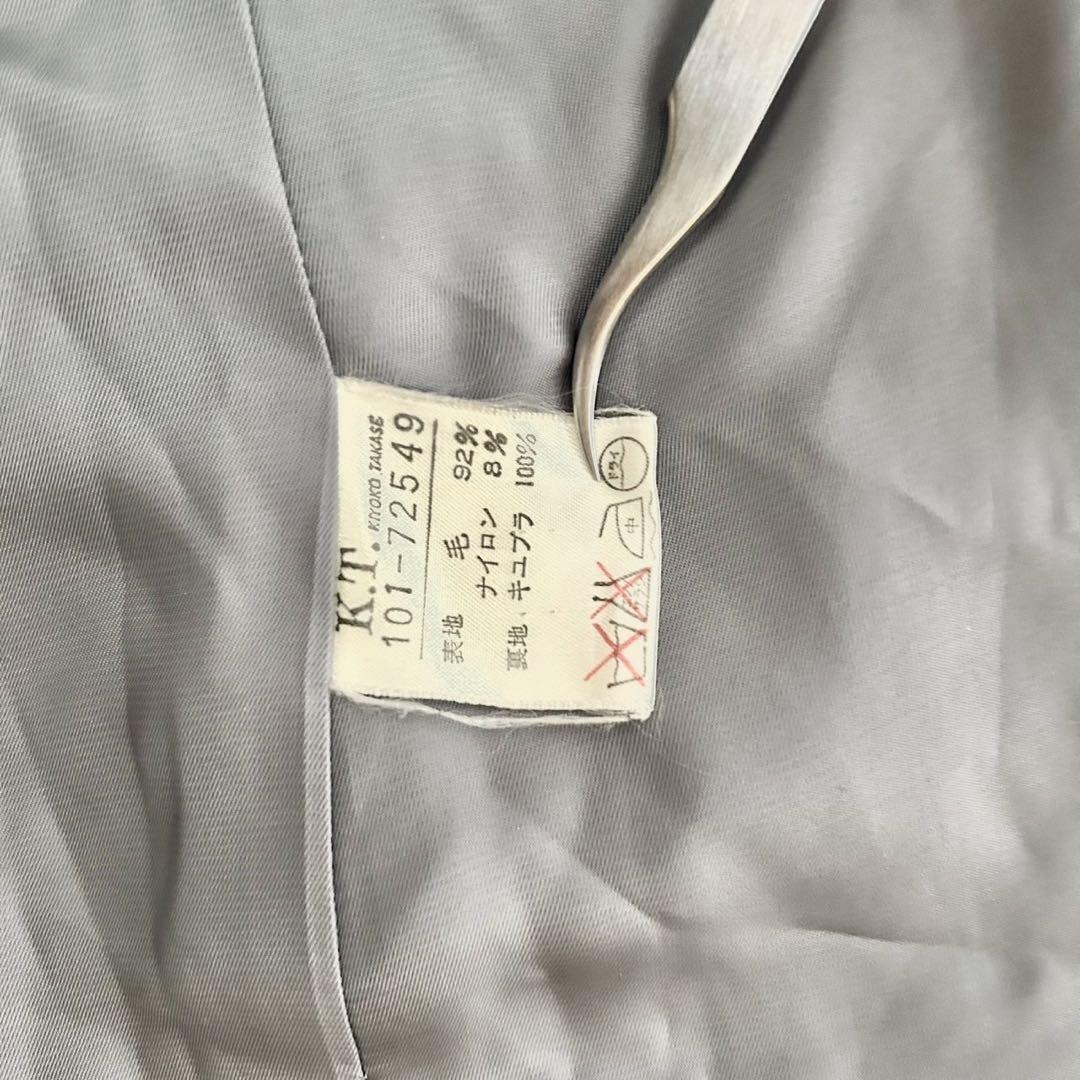 K.T. KIYOKO.TAKASE
101-72549
表地 毛 92%
ナイロン 8%
裏地 キュプラ 100%
中 ドライ